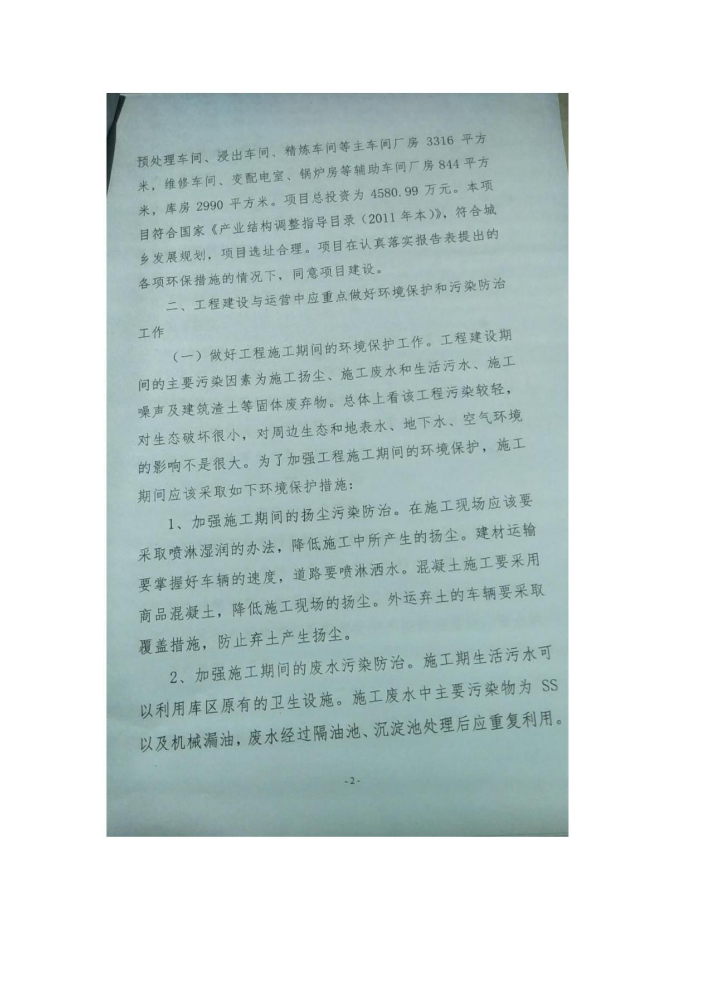 预处理车间、浸出车间、精炼车间等主车间厂房 3316 平方
米，维修车间、变配电室、锅炉房等辅助车间厂房 844 平方
米，库房 2990 平方米。项目总投资为 4580.99 万元。本项
目符合国家《产业结构调整指导目录（2011 年本）》，符合城
乡发展规划，项目选址合理。项目在认真落实报告表提出的
各项环保措施的情况下，同意项目建设。
二、工程建设与运营中应重点做好环境保护和污染防治
工作
（一）做好工程施工期间的环境保护工作。工程建设期
间的主要污染因素为施工扬尘、施工废水和生活污水、施工
噪声及建筑渣土等固体废弃物。总体上看该工程污染较轻，
对生态破坏很小，对周边生态和地表水、地下水、空气环境
的影响不是很大。为了加强工程施工期间的环境保护，施工
期间应该采取如下环境保护措施：
1、加强施工期间的扬尘污染防治。在施工现场应该要
采取喷淋湿润的办法，降低施工中所产生的扬尘。建材运输
要掌握好车辆的速度，道路要喷淋洒水。混凝土施工要采用
商品混凝土，降低施工现场的扬尘。外运弃土的车辆要采取
覆盖措施，防止弃土产生扬尘。
2、加强施工期间的废水污染防治。施工期生活污水可
以利用库区原有的卫生设施。施工废水中主要污染物为 SS
以及机械漏油，废水经过隔油池、沉淀池处理后应重复利用。
- 2 -